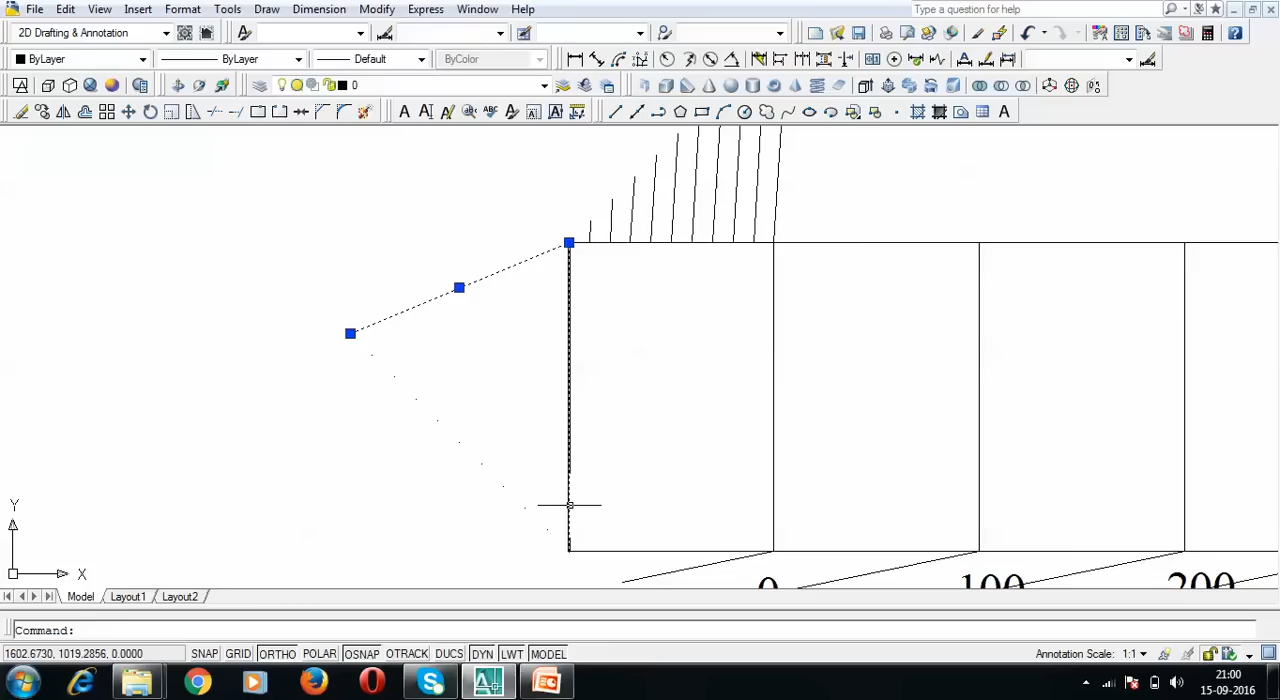 File Edit View Insert Format Tools Draw Dimension Modify Express Window Help
Type a question for help
2D Drafting & Annotation
ByLayer ByLayer Default ByColor
0
Y
X
0 100 200
Model Layout1 Layout2
Command:
1602.6730, 1019.2856, 0.0000 SNAP GRID ORTHO POLAR OSNAP OTRACK DUCS DYN LWT MODEL Annotation Scale: 1:1
21:00
15-09-2016